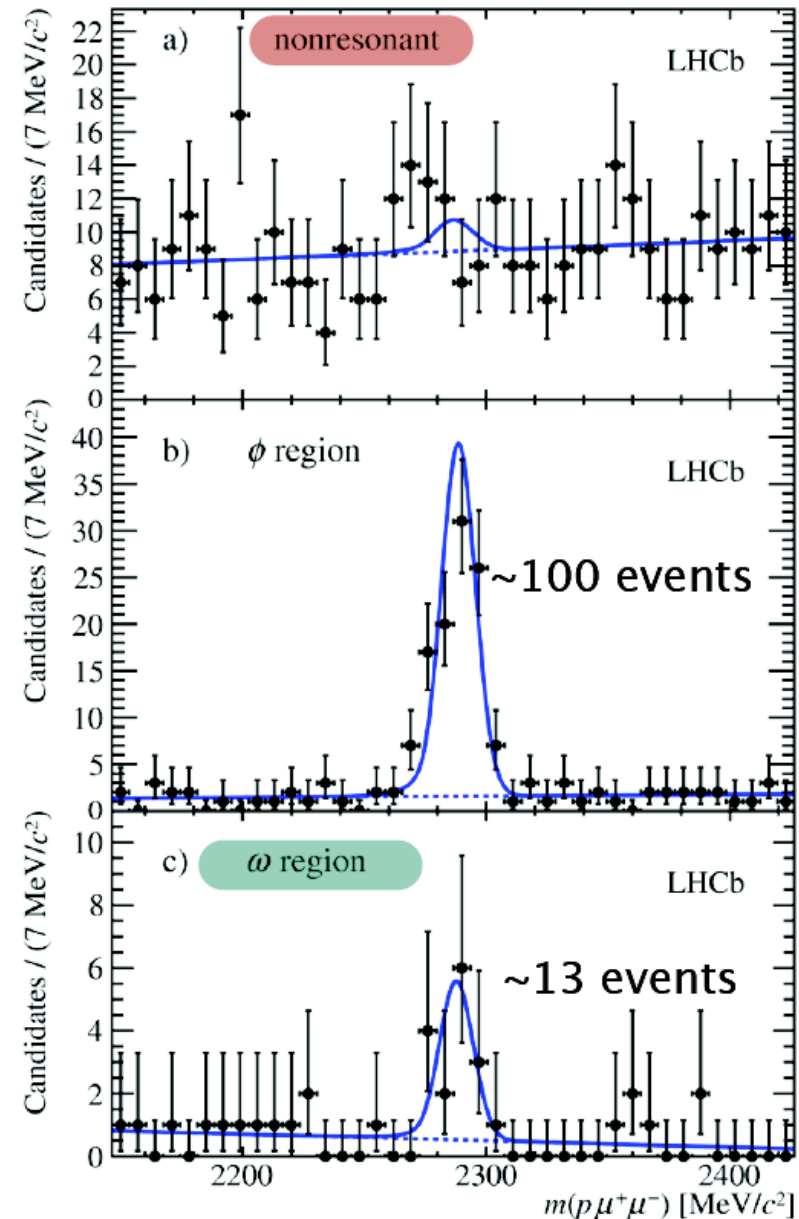 a) nonresonant LHCb
Candidates / (7 MeV/c²)
22
20
18
16
14
12
10
8
6
4
2
0
b) ϕ region LHCb
Candidates / (7 MeV/c²)
40
35
30
25
20
15
10
5
0
~100 events
c) ω region LHCb
Candidates / (7 MeV/c²)
10
8
6
4
2
0
~13 events
2200 2300 2400
m(pμ⁺μ⁻) [MeV/c²]